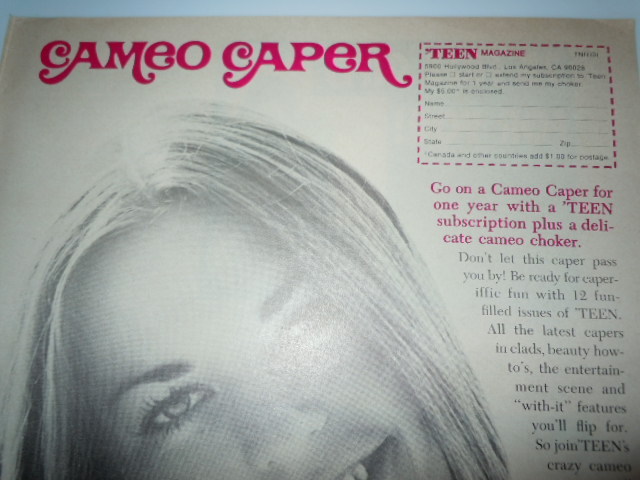 CAMEO CAPER
'TEEN MAGAZINE
5900 Hollywood Blvd., Los Angeles, CA 90028
Please ☐ start or ☐ extend my subscription to 'Teen
Magazine for 1 year and send me my choker.
My $5.00* is enclosed.
Name
Street
City
State Zip
*Canada and other countries add $1.00 for postage.
Go on a Cameo Caper for
one year with a 'TEEN
subscription plus a deli-
cate cameo choker.
Don't let this caper pass
you by! Be ready for caper-
iffic fun with 12 fun-
filled issues of 'TEEN.
All the latest capers
in clads, beauty how-
to's, the entertain-
ment scene and
"with-it" features
you'll flip for.
So join 'TEEN's
crazy cameo